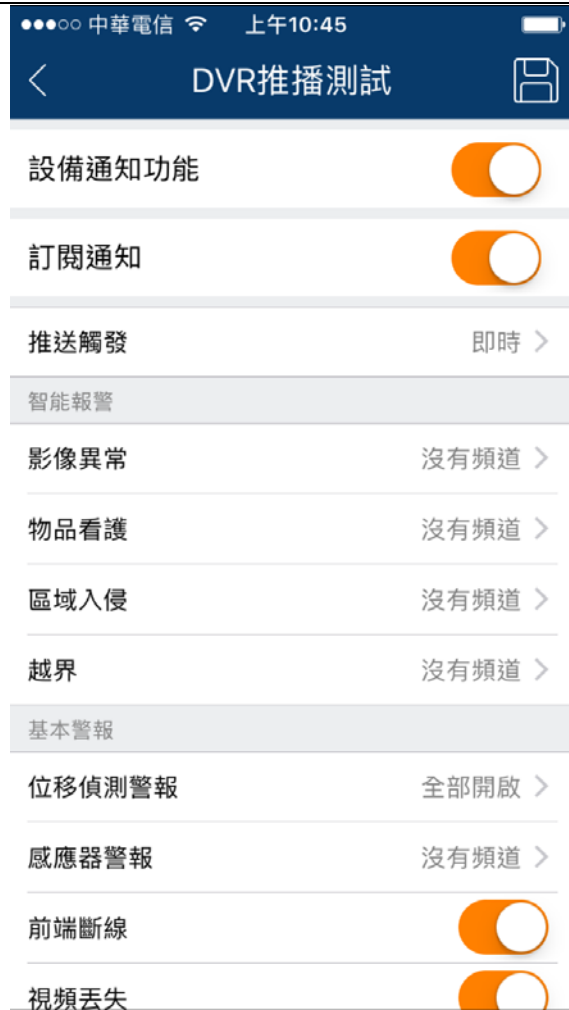 中華電信 上午10:45
DVR推播測試
設備通知功能
訂閱通知
推送觸發 即時
智能報警
影像異常 沒有頻道
物品看護 沒有頻道
區域入侵 沒有頻道
越界 沒有頻道
基本警報
位移偵測警報 全部開啟
感應器警報 沒有頻道
前端斷線
視頻丟失